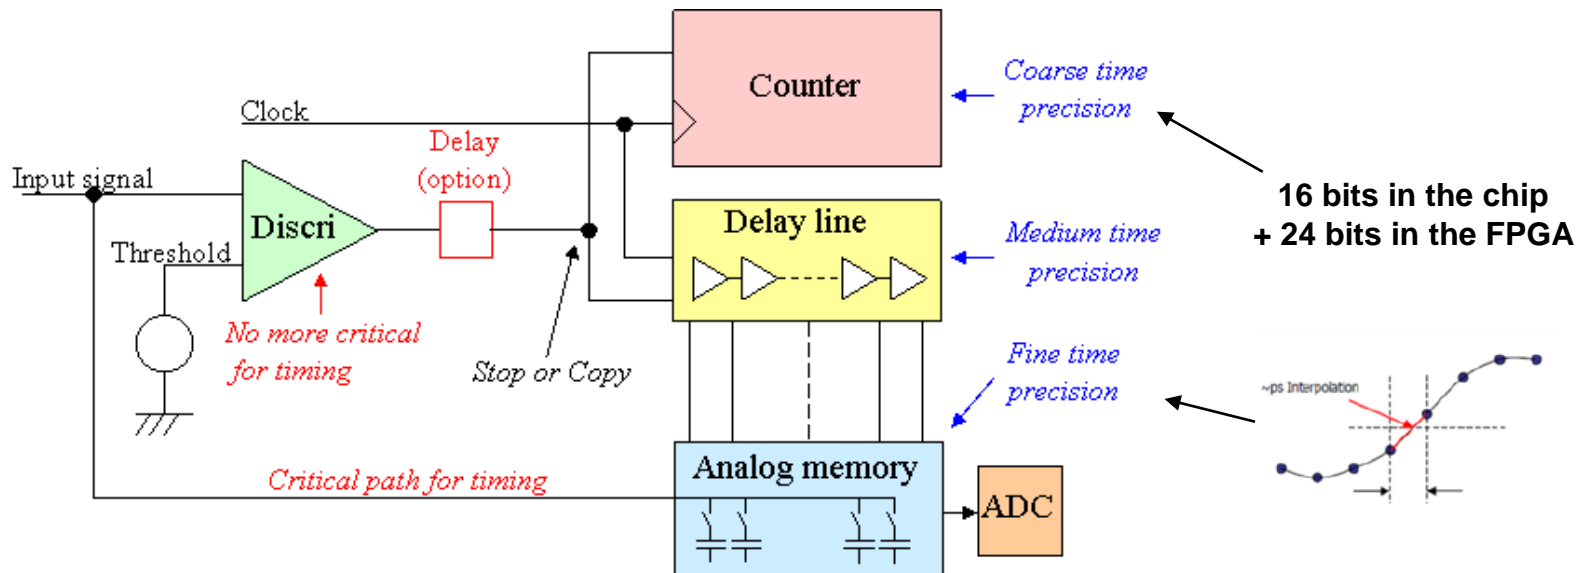 Counter
Coarse time
precision
Clock
Delay
(option)
Input signal
Discri
Threshold
16 bits in the chip
+ 24 bits in the FPGA
Delay line
Medium time
precision
No more critical
for timing
Stop or Copy
Fine time
precision
~ps Interpolation
Critical path for timing
Analog memory
ADC